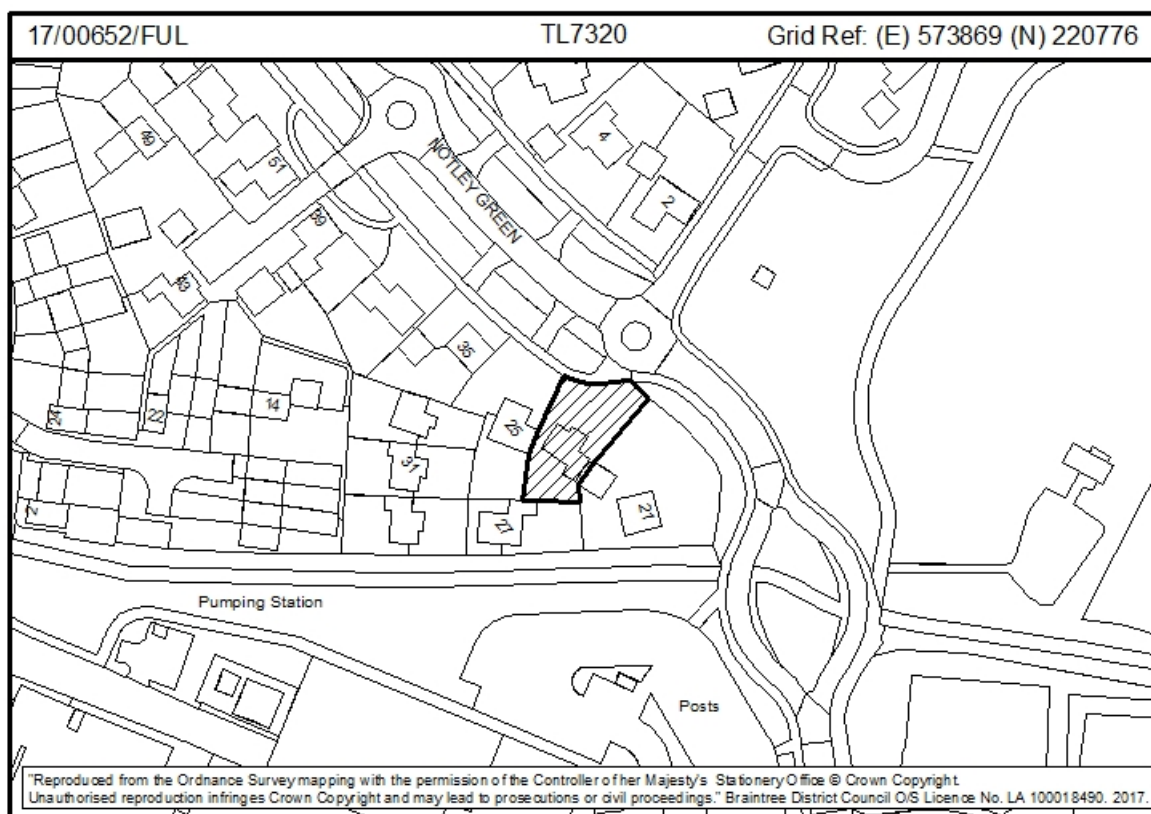 17/00652/FUL TL7320 Grid Ref: (E) 573869 (N) 220776
49
51
4
NOTLEY GREEN
2
39
43
35
14
24
22
25
31
2
27
21
Pumping Station
Posts
"Reproduced from the Ordnance Survey mapping with the permission of the Controller of her Majesty's Stationery Office © Crown Copyright.
Unauthorised reproduction infringes Crown Copyright and may lead to prosecutions or civil proceedings." Braintree District Council O/S Licence No. LA 100018490. 2017.